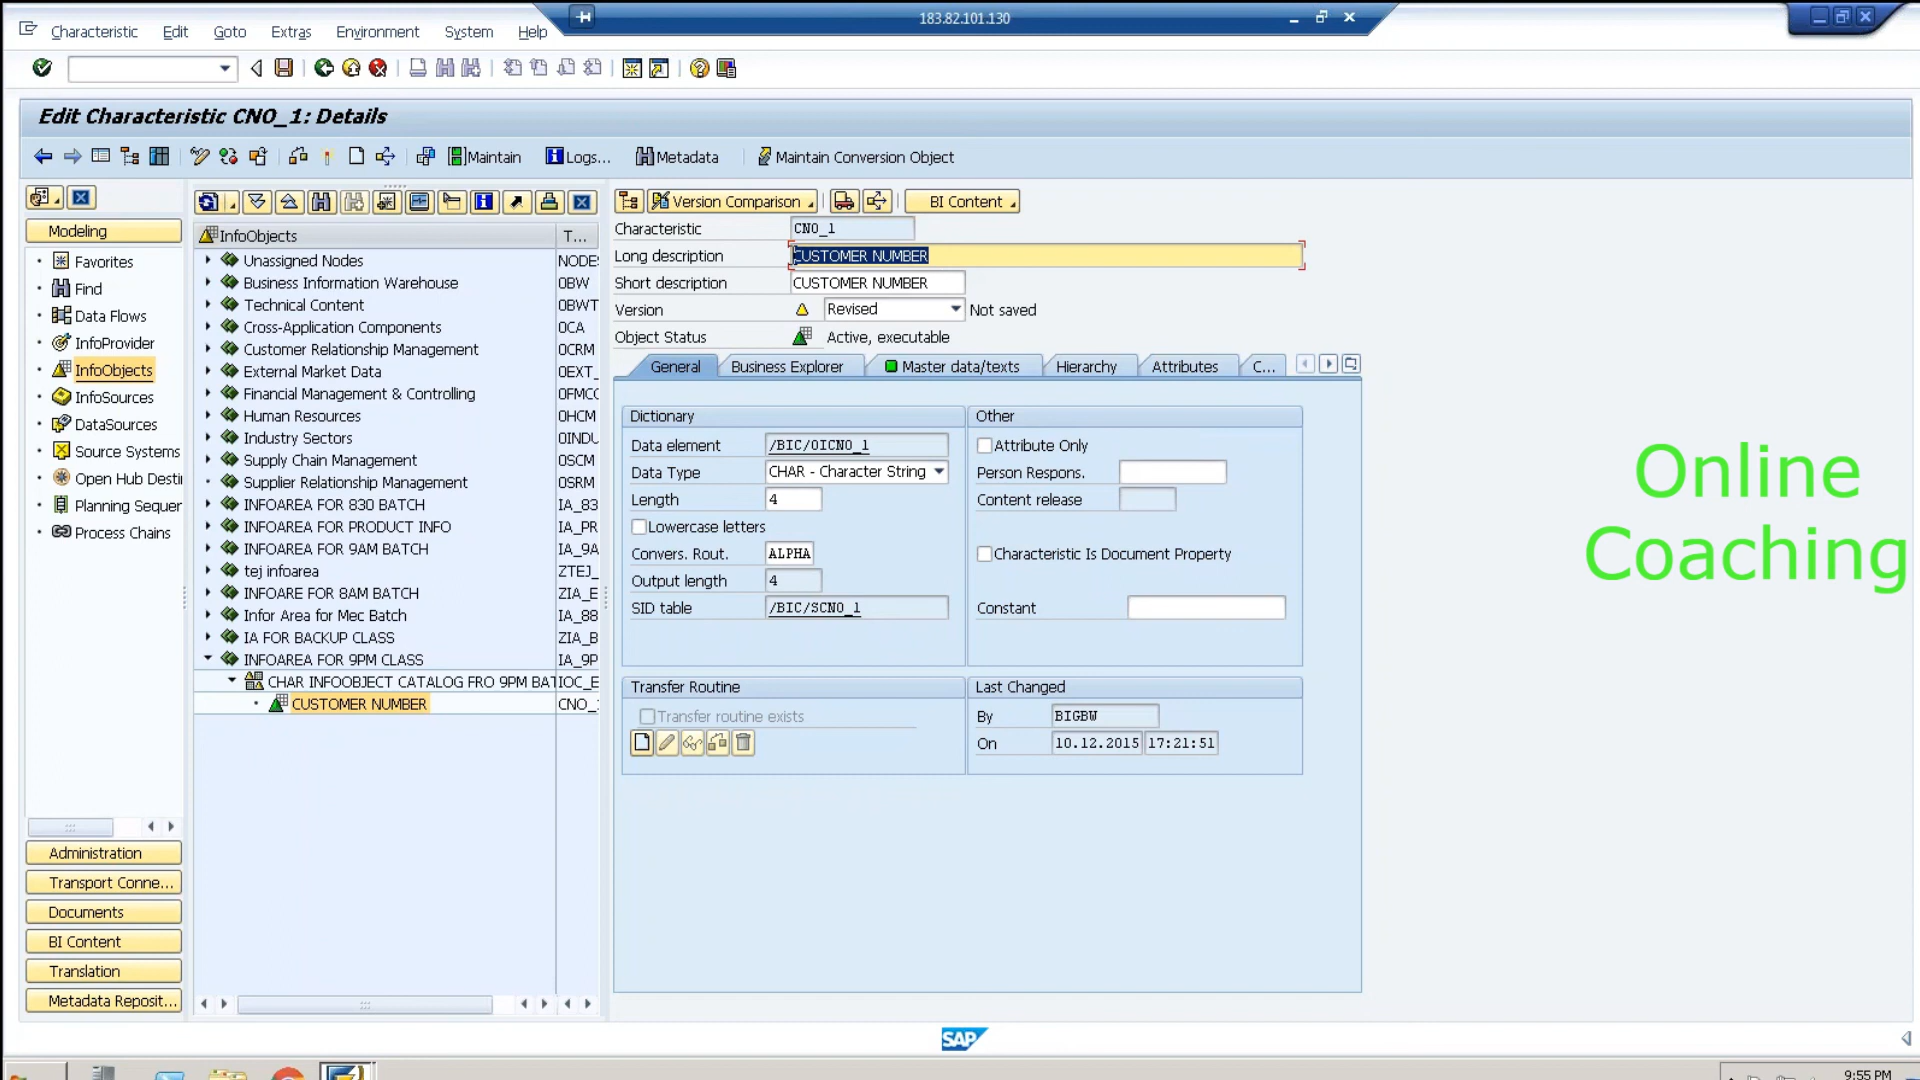 183.82.101.130
Characteristic Edit Goto Extras Environment System Help
Edit Characteristic CNO_1: Details
Maintain Logs... Metadata Maintain Conversion Object
Modeling
Favorites
Find
Data Flows
InfoProvider
InfoObjects
InfoSources
DataSources
Source Systems
Open Hub Desti
Planning Sequer
Process Chains
Administration
Transport Conne...
Documents
BI Content
Translation
Metadata Reposit...
InfoObjects T...
Unassigned Nodes NODES
Business Information Warehouse 0BW
Technical Content 0BWT
Cross-Application Components 0CA
Customer Relationship Management 0CRM
External Market Data 0EXT_
Financial Management & Controlling 0FMCC
Human Resources 0HCM
Industry Sectors 0INDU
Supply Chain Management 0SCM
Supplier Relationship Management 0SRM
INFOAREA FOR 830 BATCH IA_83
INFOAREA FOR PRODUCT INFO IA_PR
INFOAREA FOR 9AM BATCH IA_9A
tej infoarea ZTEJ_
INFOARE FOR 8AM BATCH ZIA_E
Infor Area for Mec Batch IA_88
IA FOR BACKUP CLASS ZIA_B
INFOAREA FOR 9PM CLASS IA_9P
CHAR INFOOBJECT CATALOG FRO 9PM BAT IOC_E
CUSTOMER NUMBER CNO_
Version Comparison BI Content
Characteristic CNO_1
Long description CUSTOMER NUMBER
Short description CUSTOMER NUMBER
Version Revised Not saved
Object Status Active, executable
General Business Explorer Master data/texts Hierarchy Attributes C...
Dictionary
Data element /BIC/OICNO_1
Data Type CHAR - Character String
Length 4
Lowercase letters
Convers. Rout. ALPHA
Output length 4
SID table /BIC/SCNO_1
Other
Attribute Only
Person Respons.
Content release
Characteristic Is Document Property
Constant
Transfer Routine
Transfer routine exists
Last Changed
By BIGBW
On 10.12.2015 17:21:51
Online
Coaching
SAP
9:55 PM